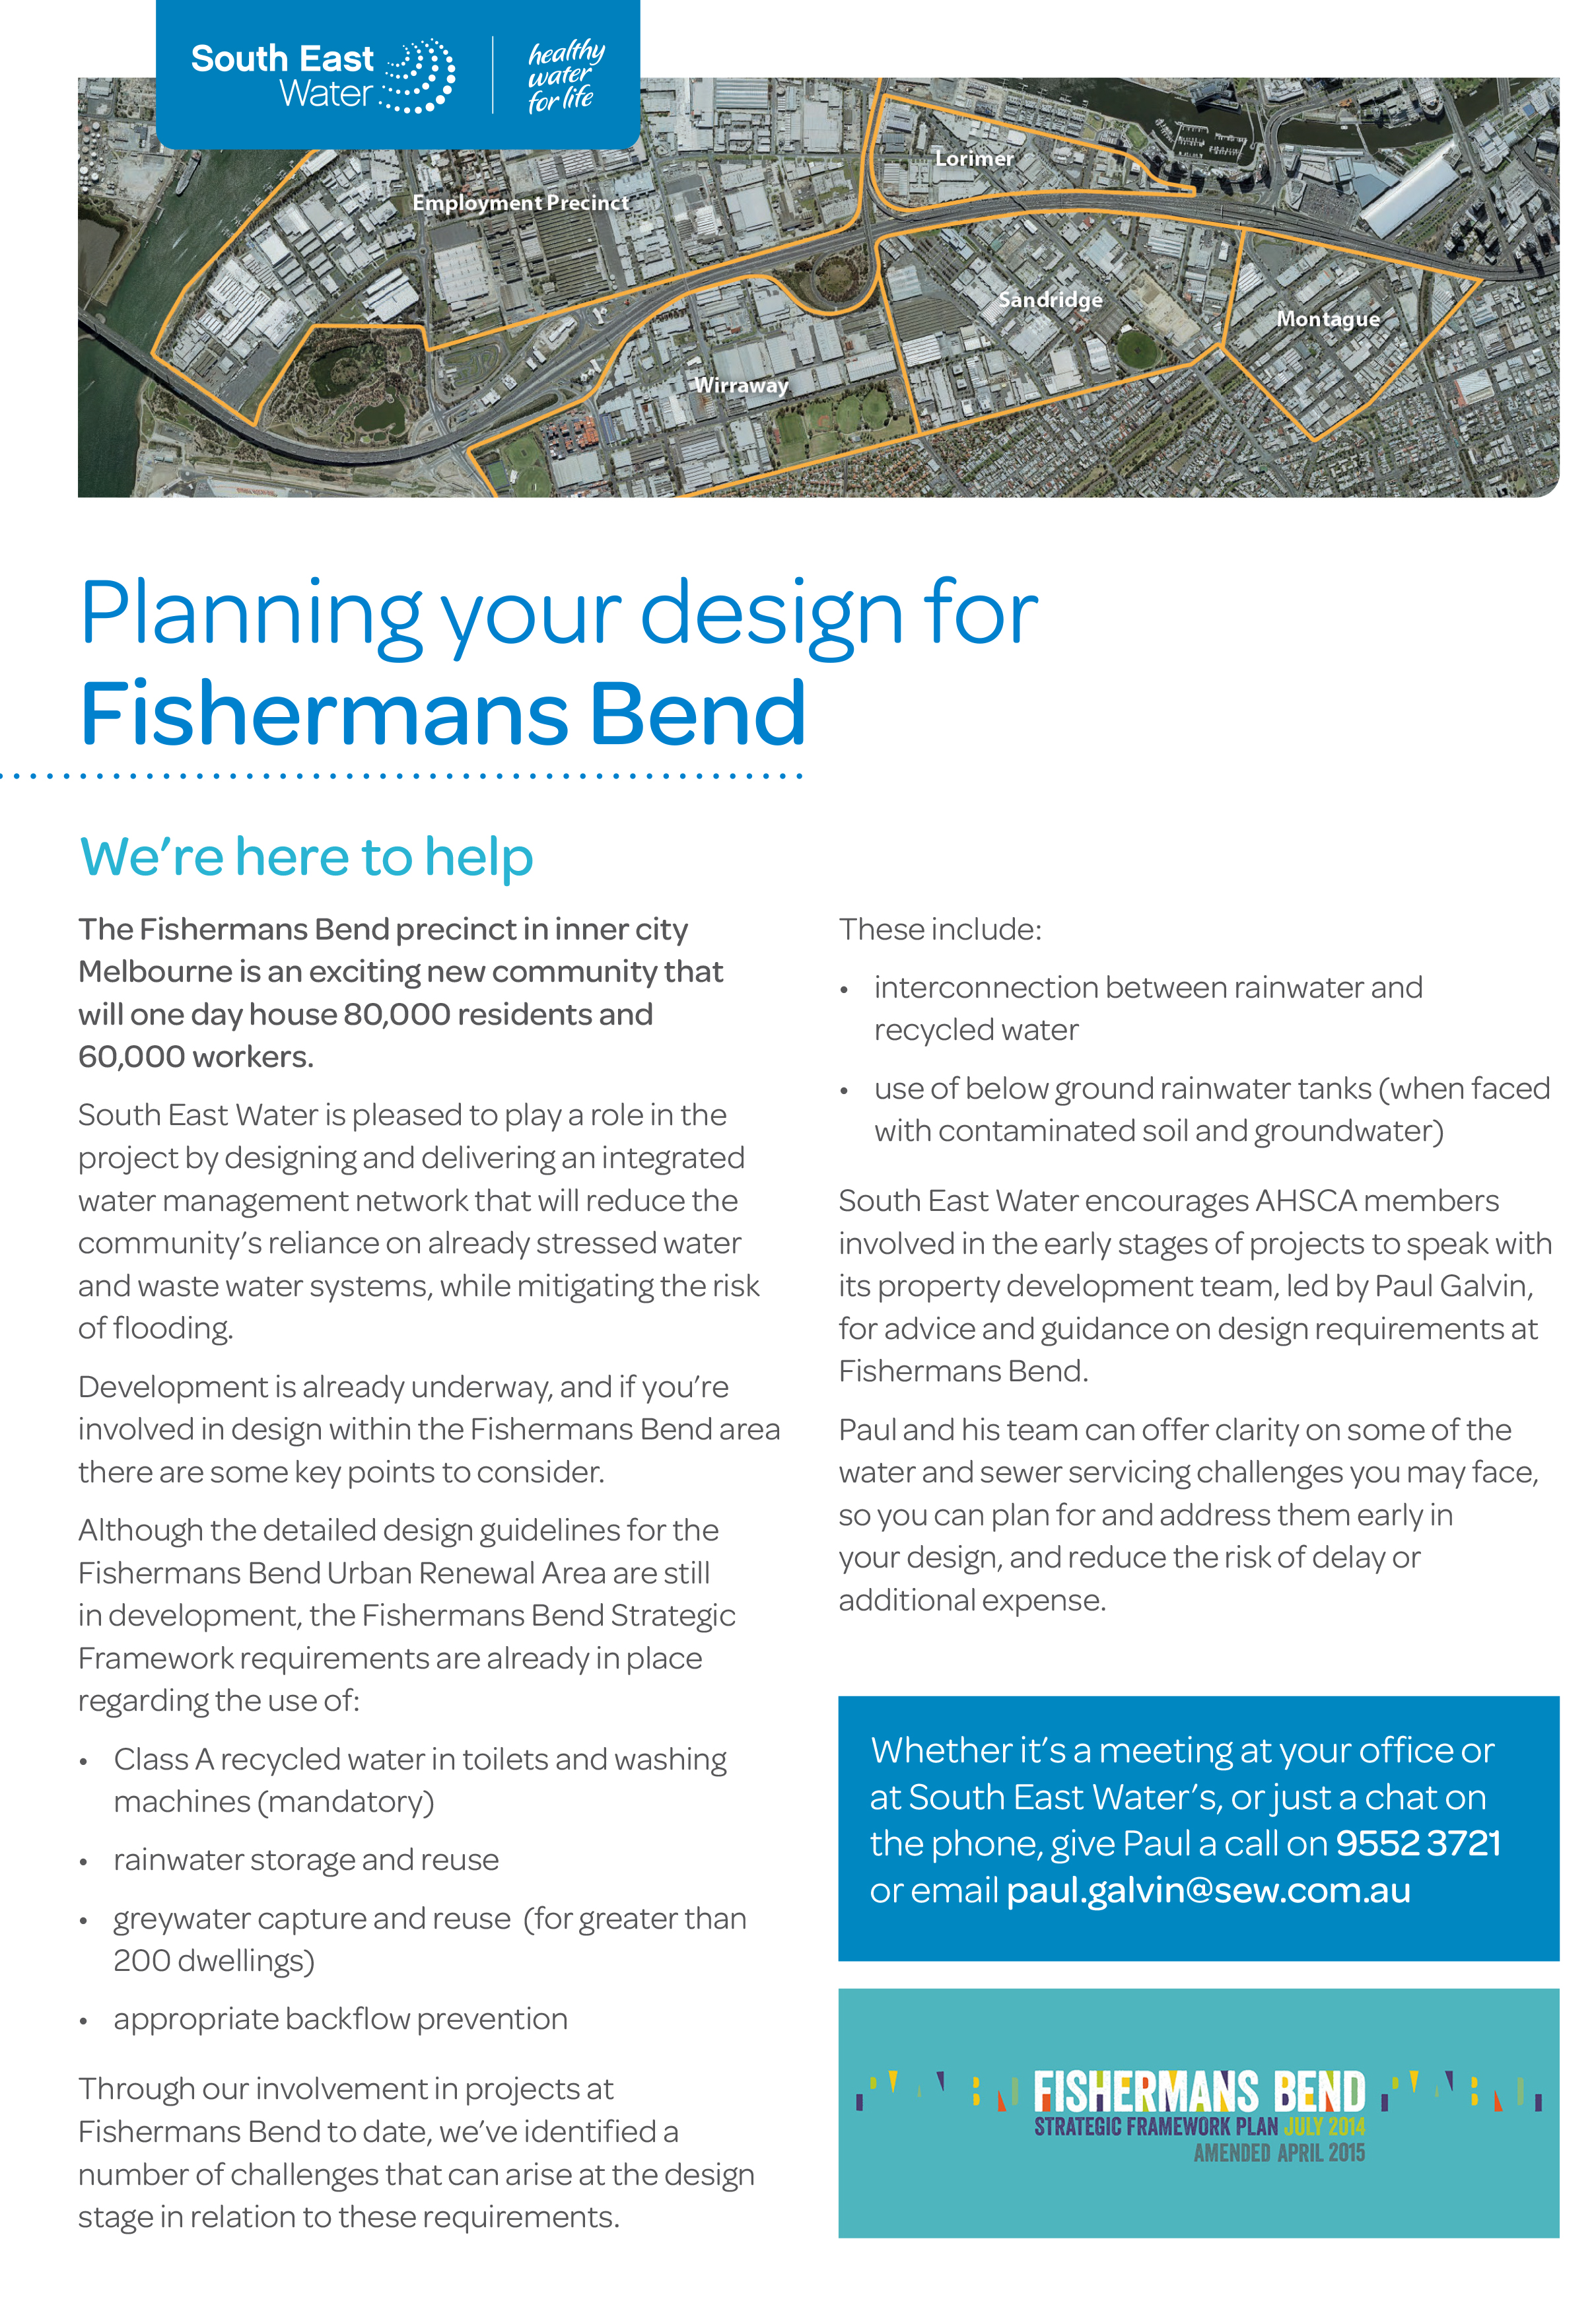 South East
Water
healthy
water
for life
Lorimer
Employment Precinct
Sandridge
Montague
Wirraway
Planning your design for
Fishermans Bend
We're here to help
The Fishermans Bend precinct in inner city
Melbourne is an exciting new community that
will one day house 80,000 residents and
60,000 workers.
South East Water is pleased to play a role in the
project by designing and delivering an integrated
water management network that will reduce the
community's reliance on already stressed water
and waste water systems, while mitigating the risk
of flooding.
Development is already underway, and if you're
involved in design within the Fishermans Bend area
there are some key points to consider.
Although the detailed design guidelines for the
Fishermans Bend Urban Renewal Area are still
in development, the Fishermans Bend Strategic
Framework requirements are already in place
regarding the use of:
• Class A recycled water in toilets and washing
machines (mandatory)
• rainwater storage and reuse
• greywater capture and reuse (for greater than
200 dwellings)
• appropriate backflow prevention
Through our involvement in projects at
Fishermans Bend to date, we've identified a
number of challenges that can arise at the design
stage in relation to these requirements.
These include:
• interconnection between rainwater and
recycled water
• use of below ground rainwater tanks (when faced
with contaminated soil and groundwater)
South East Water encourages AHSCA members
involved in the early stages of projects to speak with
its property development team, led by Paul Galvin,
for advice and guidance on design requirements at
Fishermans Bend.
Paul and his team can offer clarity on some of the
water and sewer servicing challenges you may face,
so you can plan for and address them early in
your design, and reduce the risk of delay or
additional expense.
Whether it's a meeting at your office or
at South East Water's, or just a chat on
the phone, give Paul a call on 9552 3721
or email paul.galvin@sew.com.au
FISHERMANS BEND
STRATEGIC FRAMEWORK PLAN JULY 2014
AMENDED APRIL 2015